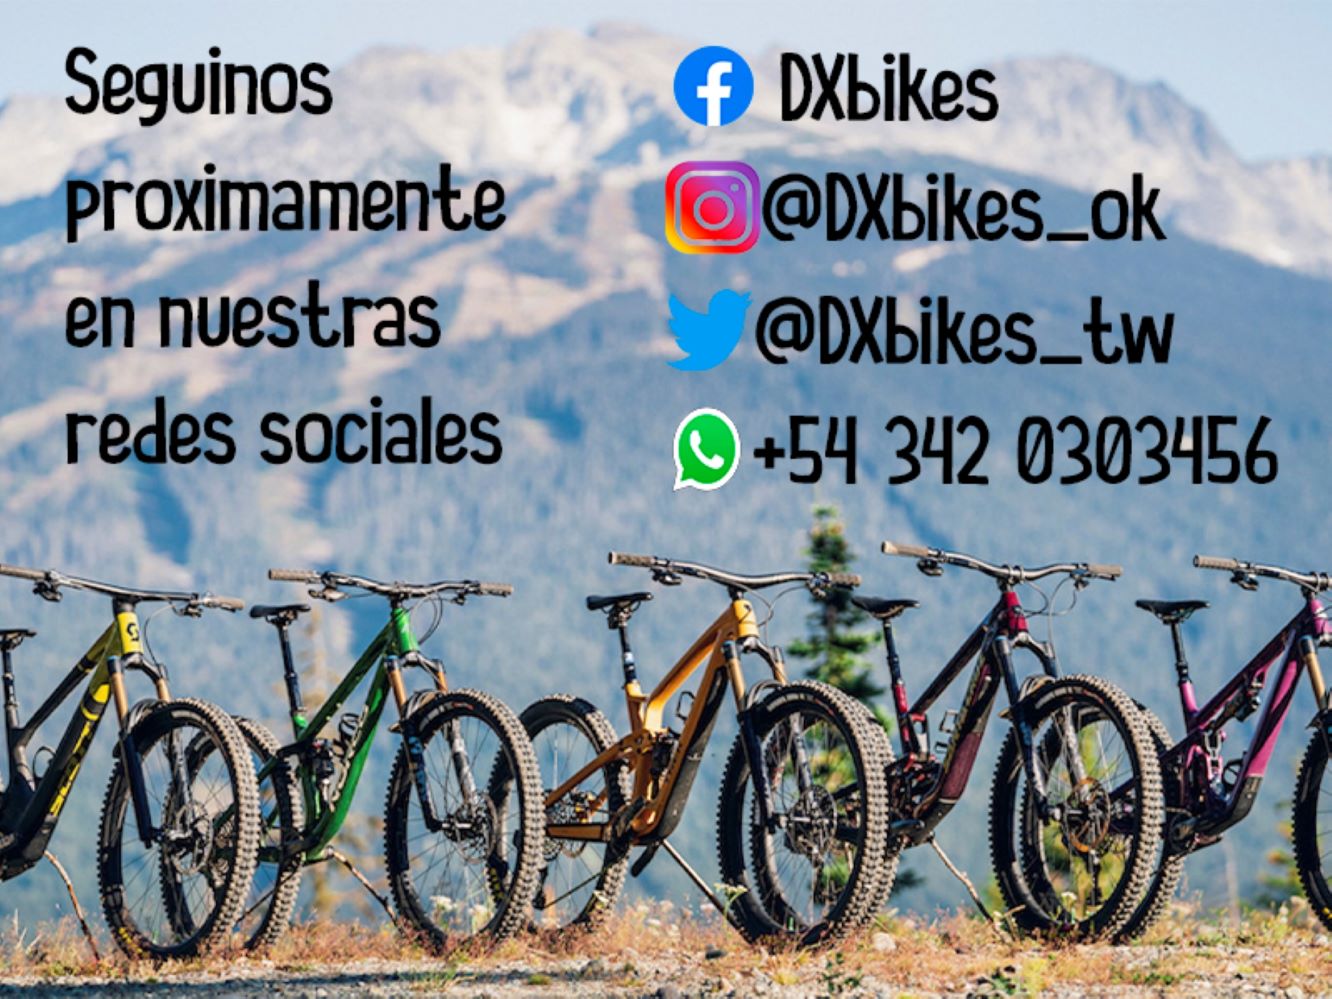 Seguinos
proximamente
en nuestras
redes sociales
DXbikes
@DXbikes_ok
@DXbikes_tw
+54 342 0303456